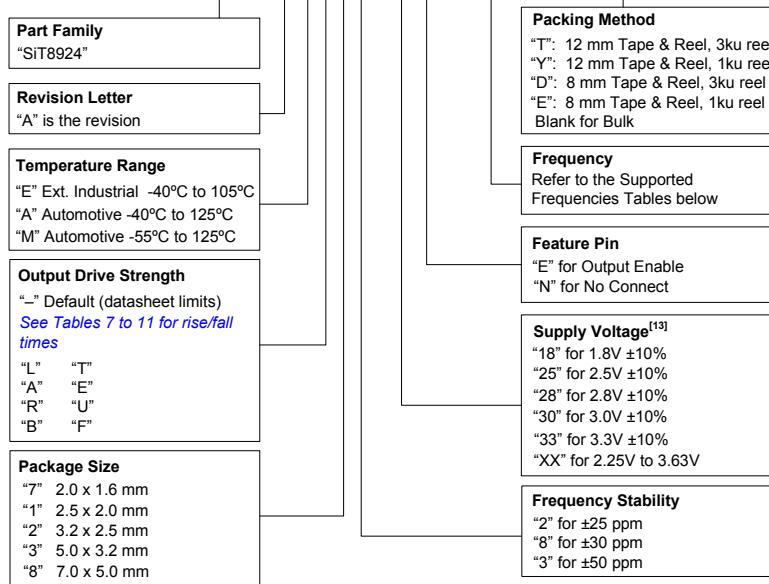 Part Family
“SiT8924”
Revision Letter
“A” is the revision
Temperature Range
“E” Ext. Industrial -40ºC to 105ºC
“A” Automotive -40ºC to 125ºC
“M” Automotive -55ºC to 125ºC
Output Drive Strength
“–” Default (datasheet limits)
See Tables 7 to 11 for rise/fall
times
“L” “T”
“A” “E”
“R” “U”
“B” “F”
Package Size
“7” 2.0 x 1.6 mm
“1” 2.5 x 2.0 mm
“2” 3.2 x 2.5 mm
“3” 5.0 x 3.2 mm
“8” 7.0 x 5.0 mm
Packing Method
“T”: 12 mm Tape & Reel, 3ku ree
“Y”: 12 mm Tape & Reel, 1ku ree
“D”: 8 mm Tape & Reel, 3ku reel
“E”: 8 mm Tape & Reel, 1ku reel
Blank for Bulk
Frequency
Refer to the Supported
Frequencies Tables below
Feature Pin
“E” for Output Enable
“N” for No Connect
Supply Voltage[13]
“18” for 1.8V ±10%
“25” for 2.5V ±10%
“28” for 2.8V ±10%
“30” for 3.0V ±10%
“33” for 3.3V ±10%
“XX” for 2.25V to 3.63V
Frequency Stability
“2” for ±25 ppm
“8” for ±30 ppm
“3” for ±50 ppm